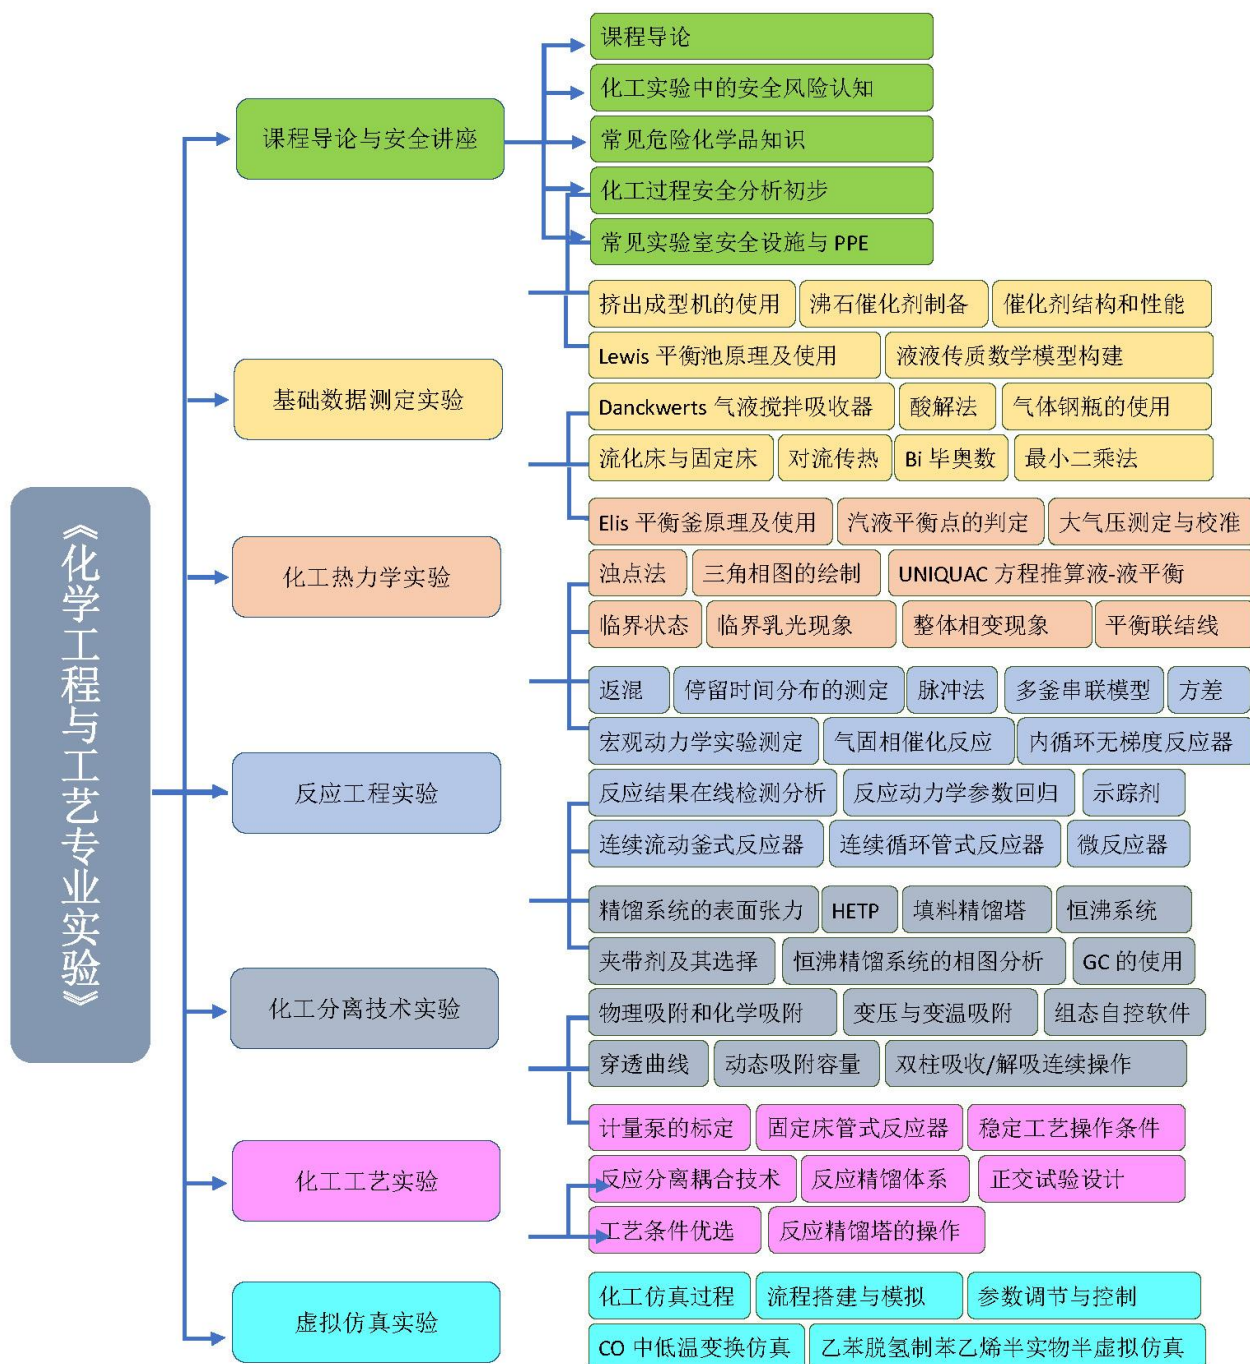 《化学工程与工艺专业实验》
课程导论与安全讲座
课程导论
化工实验中的安全风险认知
常见危险化学品知识
化工过程安全分析初步
常见实验室安全设施与 PPE
基础数据测定实验
挤出成型机的使用 沸石催化剂制备 催化剂结构和性能
Lewis 平衡池原理及使用 液液传质数学模型构建
Danckwerts 气液搅拌吸收器 酸解法 气体钢瓶的使用
流化床与固定床 对流传热 Bi 毕奥数 最小二乘法
化工热力学实验
Elis 平衡釜原理及使用 汽液平衡点的判定 大气压测定与校准
浊点法 三角相图的绘制 UNIQUAC 方程推算液-液平衡
临界状态 临界乳光现象 整体相变现象 平衡联结线
反应工程实验
返混 停留时间分布的测定 脉冲法 多釜串联模型 方差
宏观动力学实验测定 气固相催化反应 内循环无梯度反应器
反应结果在线检测分析 反应动力学参数回归 示踪剂
连续流动釜式反应器 连续循环管式反应器 微反应器
化工分离技术实验
精馏系统的表面张力 HETP 填料精馏塔 恒沸系统
夹带剂及其选择 恒沸精馏系统的相图分析 GC 的使用
物理吸附和化学吸附 变压与变温吸附 组态自控软件
穿透曲线 动态吸附容量 双柱吸收/解吸连续操作
化工工艺实验
计量泵的标定 固定床管式反应器 稳定工艺操作条件
反应分离耦合技术 反应精馏体系 正交试验设计
工艺条件优选 反应精馏塔的操作
虚拟仿真实验
化工仿真过程 流程搭建与模拟 参数调节与控制
CO 中低温变换仿真 乙苯脱氢制苯乙烯半实物半虚拟仿真